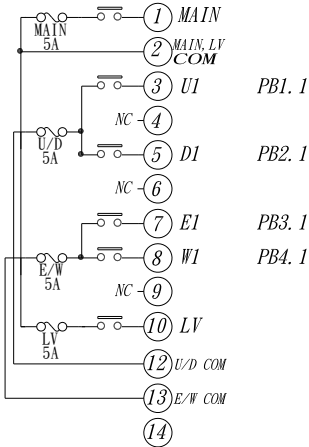 1 MAIN
MAIN
5A
2 MAIN, LV
COM
3 U1 PB1. 1
NC 4
U/D
5A
5 D1 PB2. 1
NC 6
7 E1 PB3. 1
E/W
5A
8 W1 PB4. 1
NC 9
10 LV
LV
5A
12 U/D COM
13 E/W COM
14